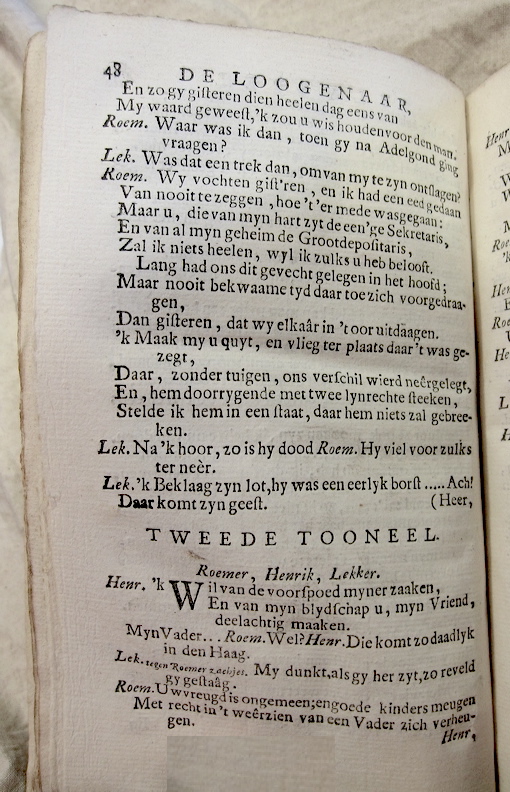 48 DE LOOGENAAR,
En zo gy gisteren dien heelen dag eens van
My waard geweest, 'k zou u wis houden voor den man.
Roem. Waar was ik dan, toen gy na Adelgond ging
vraagen?
Lek. Was dat een trek dan, om van my te zyn ontslagen?
Roem. Wy vochten gist'ren, en ik had een eed gedaan
Van nooit te zeggen, hoe 't 'er mede was gegaan:
Maar u, die van myn hart zyt de een'ge Sekretaris,
En van al myn geheim de Grootdepositaris,
Zal ik niets heelen, wyl ik zulks u heb belooft.
Lang had ons dit gevecht gelegen in het hoofd;
Maar nooit bekwaame tyd daar toe zich voorgedraa-
gen,
Dan gisteren, dat wy elkaâr in 't oor uitdaagen.
'k Maak my u quyt, en vlieg ter plaats daar 't was ge-
zegt,
Daar, zonder tuigen, ons verschil wierd neêrgelegt,
En, hem doorrygende met twee lynrechte steeken,
Stelde ik hem in een staat, daar hem niets zal gebree-
ken.
Lek. Na 'k hoor, zo is hy dood Roem. Hy viel voor zulks
ter neêr.
Lek. 'k Beklaag zyn lot, hy was een eerlyk borst ..... Ach!
Daar komt zyn geest. (Heer,
TWEEDE TOONEEL.
Roemer, Henrik, Lekker.
Henr. 'k Wil van de voorspoed myner zaaken,
En van myn blydschap u, myn Vriend,
deelachtig maaken.
Myn Vader... Roem. Wel? Henr. Die komt zo daadlyk
in den Haag.
Lek. tegen Roemer zachjes. My dunkt, als gy her zyt, zo reveld
gy gestaâg.
Roem. Uw vreugd is ongemeen; en goede kinders meugen
Met recht in 't weêrzien van een Vader zich verheu-
gen.
Henr,